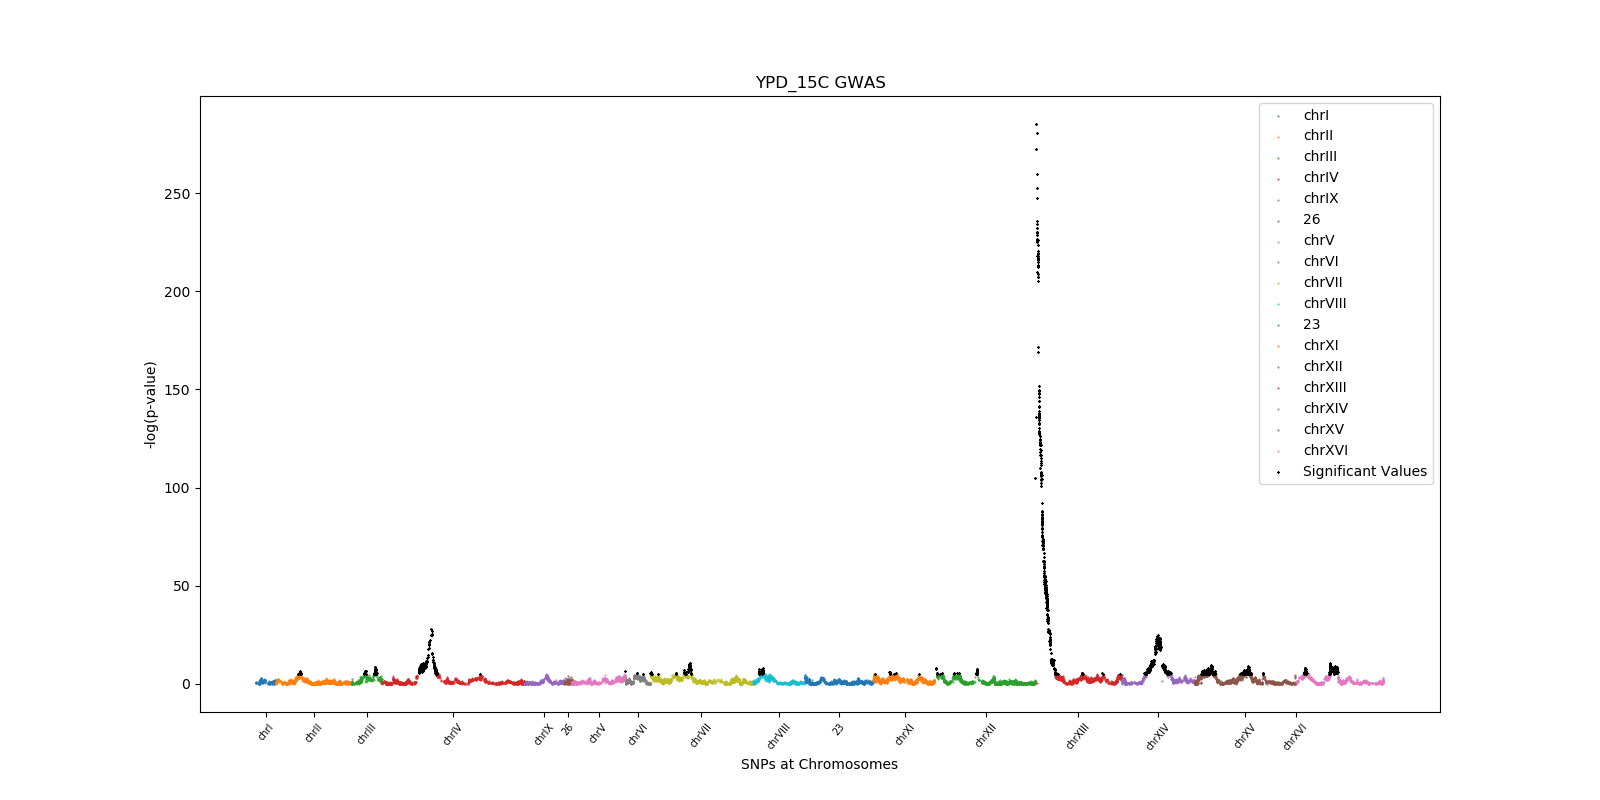 YPD_15C GWAS
chrI
chrII
chrIII
chrIV
chrIX
26
chrV
chrVI
chrVII
chrVIII
23
chrXI
chrXII
chrXIII
chrXIV
chrXV
chrXVI
Significant Values
-log(p-value)
250
200
150
100
50
0
chrI chrII chrIII chrIV chrIX 26 chrV chrVI chrVII chrVIII 23 chrXI chrXII chrXIII chrXIV chrXV chrXVI
SNPs at Chromosomes